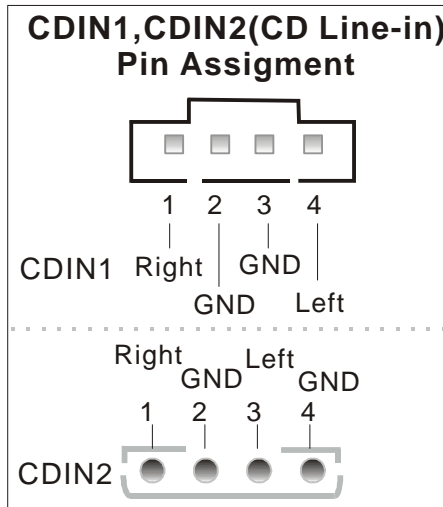 CDIN1,CDIN2(CD Line-in)
Pin Assigment
1 2 3 4
CDIN1 Right GND
GND Left
Right Left
GND GND
1 2 3 4
CDIN2